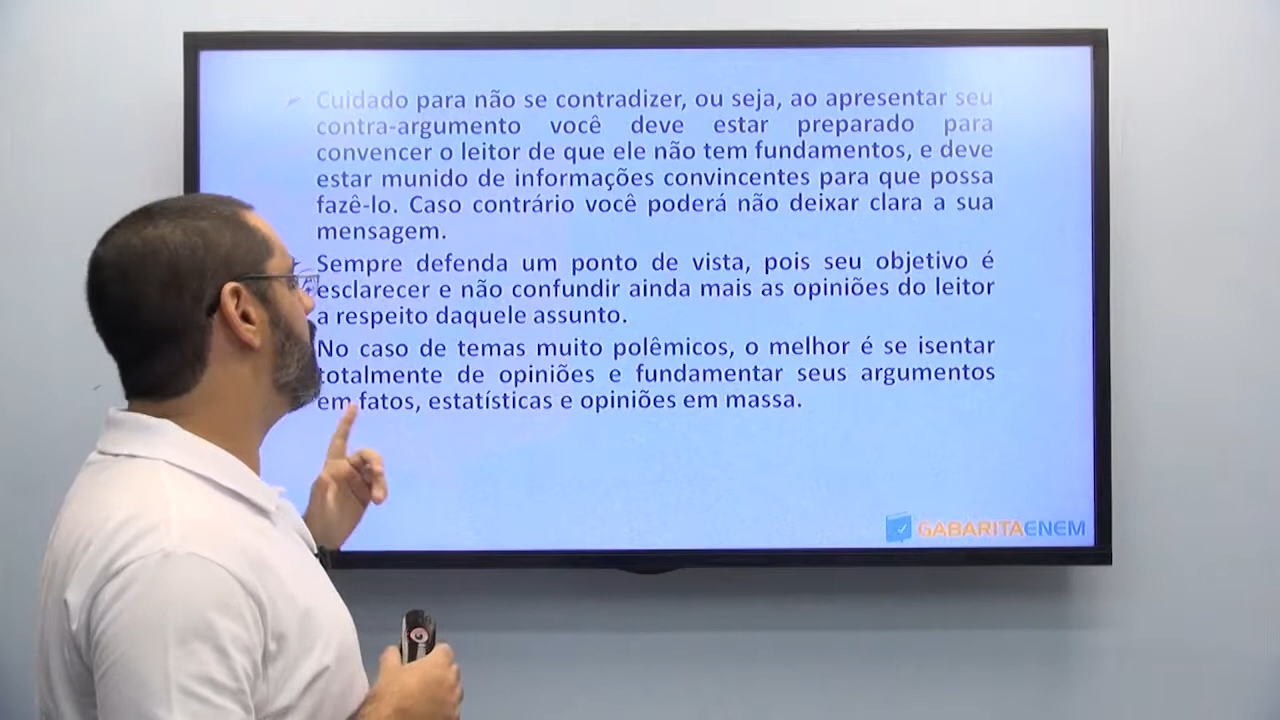 Cuidado para não se contradizer, ou seja, ao apresentar seu
contra-argumento você deve estar preparado para
convencer o leitor de que ele não tem fundamentos, e deve
estar munido de informações convincentes para que possa
fazê-lo. Caso contrário você poderá não deixar clara a sua
mensagem.
Sempre defenda um ponto de vista, pois seu objetivo é
esclarecer e não confundir ainda mais as opiniões do leitor
a respeito daquele assunto.
No caso de temas muito polêmicos, o melhor é se isentar
totalmente de opiniões e fundamentar seus argumentos
em fatos, estatísticas e opiniões em massa.
GABARITAENEM